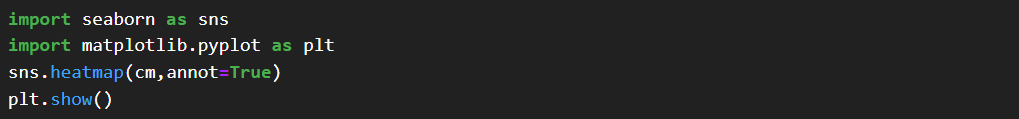 import seaborn as sns
import matplotlib.pyplot as plt
sns.heatmap(cm,annot=True)
plt.show()